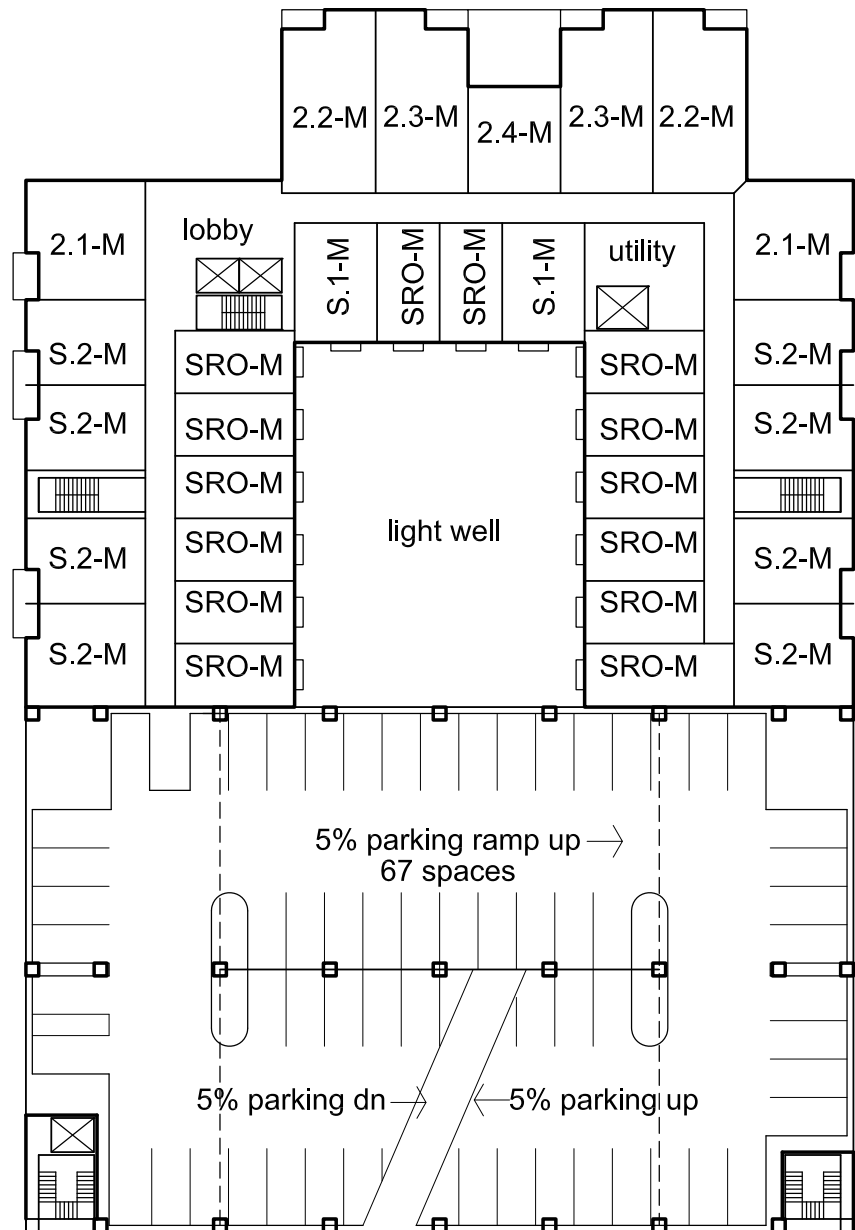 2.2-M
2.3-M
2.4-M
2.3-M
2.2-M
2.1-M
lobby
S.1-M
SRO-M
SRO-M
S.1-M
utility
2.1-M
S.2-M
SRO-M
SRO-M
S.2-M
S.2-M
SRO-M
SRO-M
S.2-M
SRO-M
SRO-M
S.2-M
SRO-M
light well
SRO-M
S.2-M
SRO-M
SRO-M
S.2-M
SRO-M
SRO-M
S.2-M
5% parking ramp up
67 spaces
5% parking dn
5% parking up